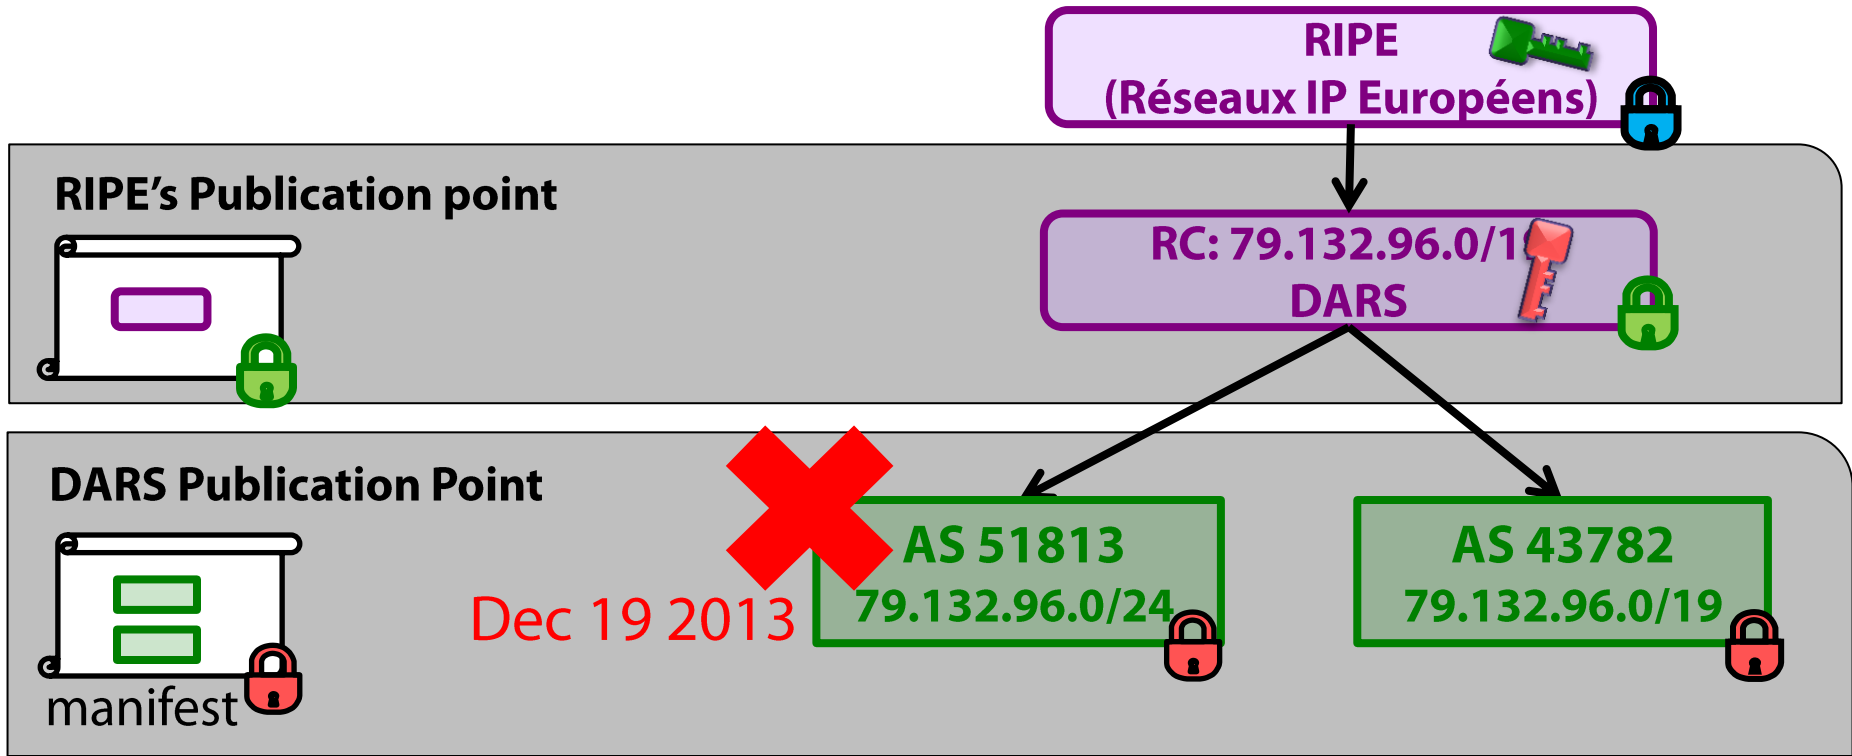 RIPE
(Réseaux IP Européens)
RIPE's Publication point
RC: 79.132.96.0/19
DARS
DARS Publication Point
AS 51813
79.132.96.0/24
AS 43782
79.132.96.0/19
Dec 19 2013
manifest